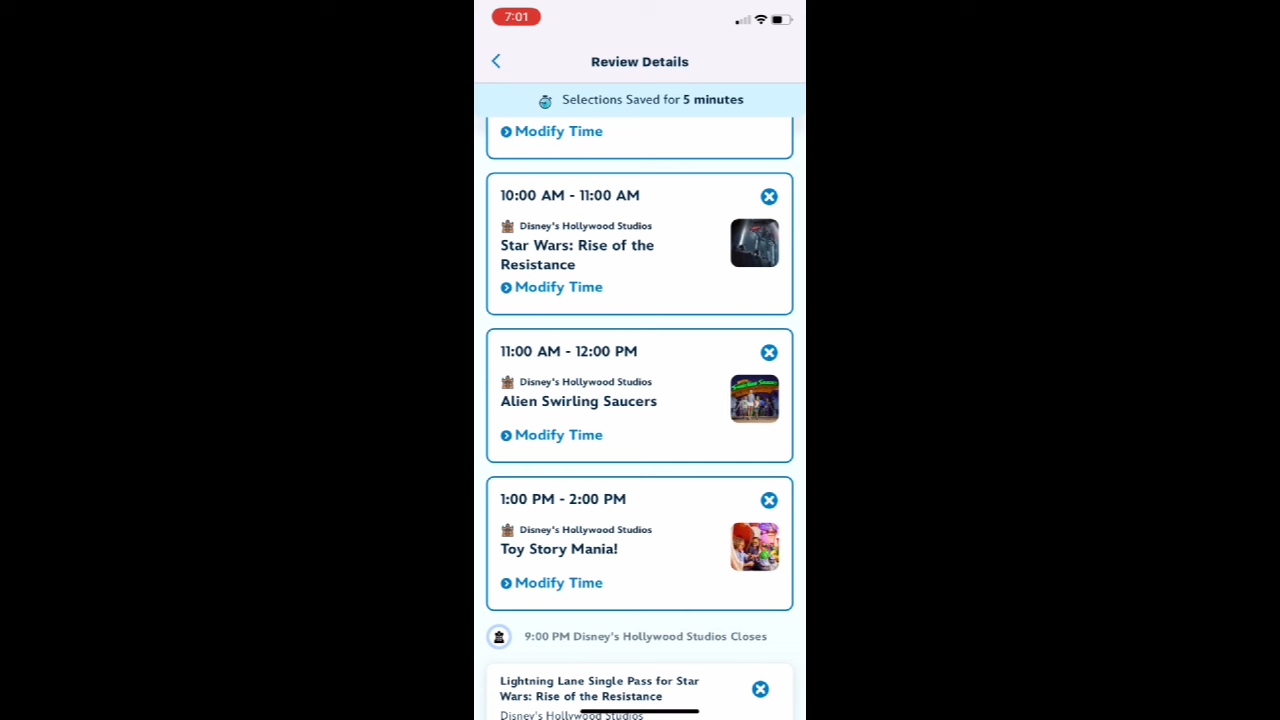 7:01
Review Details
Selections Saved for 5 minutes
Modify Time
10:00 AM - 11:00 AM
Disney's Hollywood Studios
Star Wars: Rise of the
Resistance
Modify Time
11:00 AM - 12:00 PM
Disney's Hollywood Studios
Alien Swirling Saucers
Modify Time
1:00 PM - 2:00 PM
Disney's Hollywood Studios
Toy Story Mania!
Modify Time
9:00 PM Disney's Hollywood Studios Closes
Lightning Lane Single Pass for Star
Wars: Rise of the Resistance
Disney's Hollywood Studios